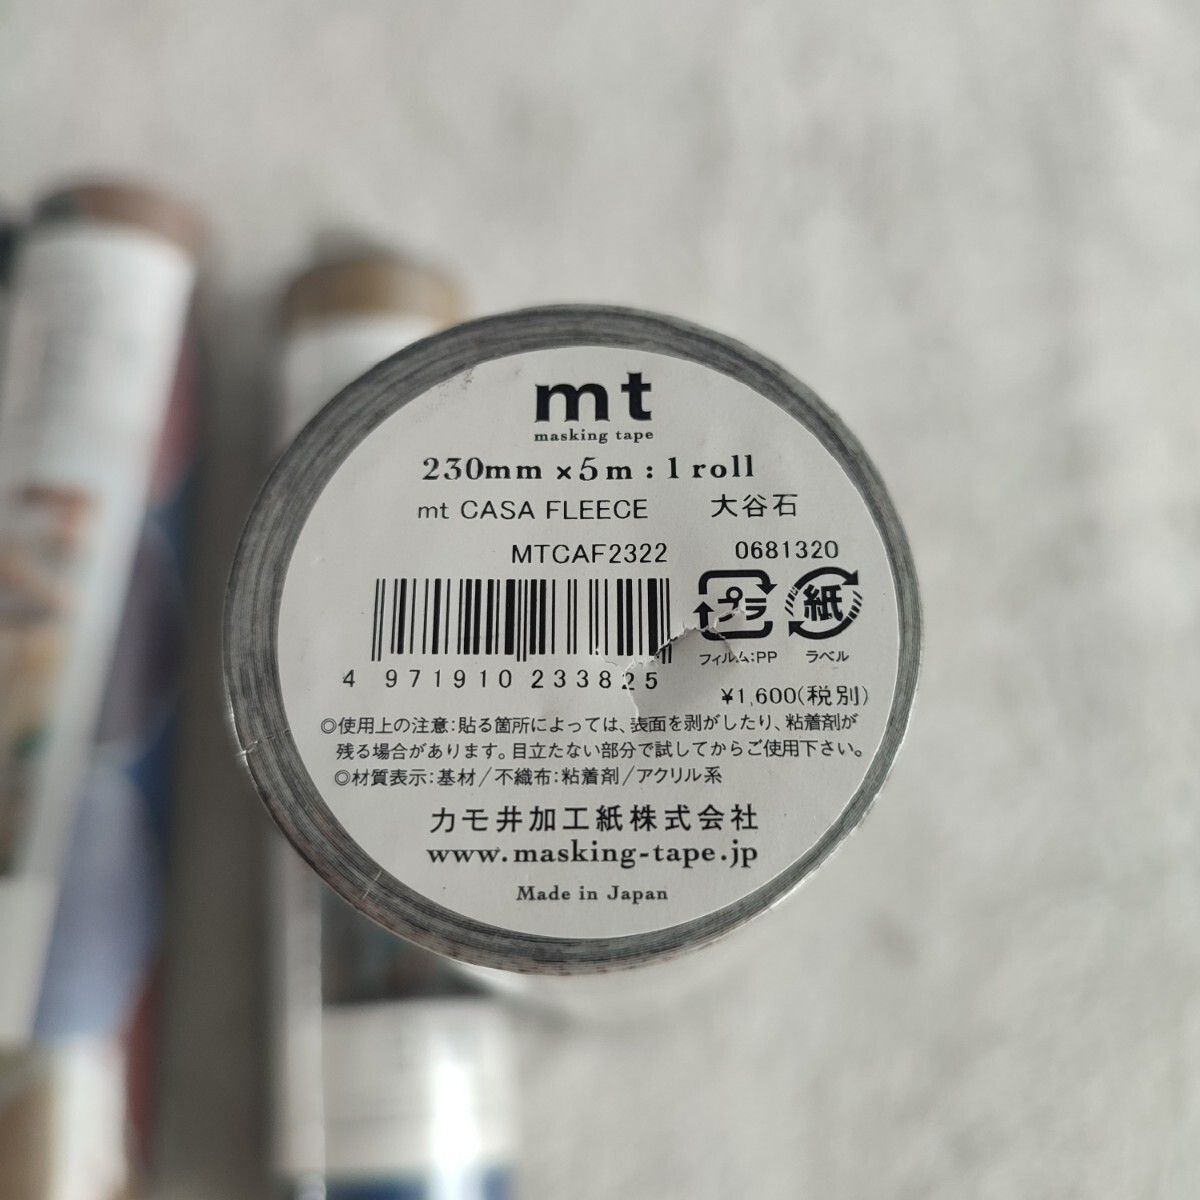 mt
masking tape
230mm×5m:1roll
mt CASA FLEECE 大谷石
MTCAF2322 0681320
プラ 紙
フィルム:PP ラベル
4 971910 233825
¥1,600(税別)
◎使用上の注意:貼る箇所によっては、表面を剥がしたり、粘着剤が
残る場合があります。目立たない部分で試してからご使用下さい。
◎材質表示:基材/不織布:粘着剤/アクリル系
カモ井加工紙株式会社
www.masking-tape.jp
Made in Japan